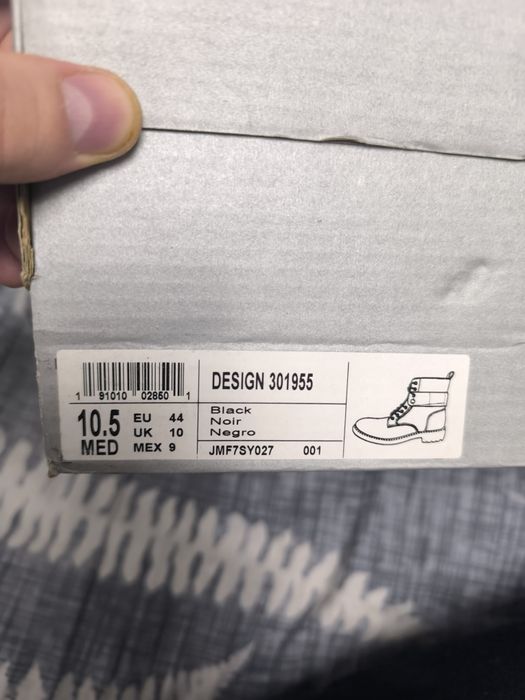 1 91010 02850 1
10.5
MED
EU 44
UK 10
MEX 9
DESIGN 301955
Black
Noir
Negro
JMF7SY027 001